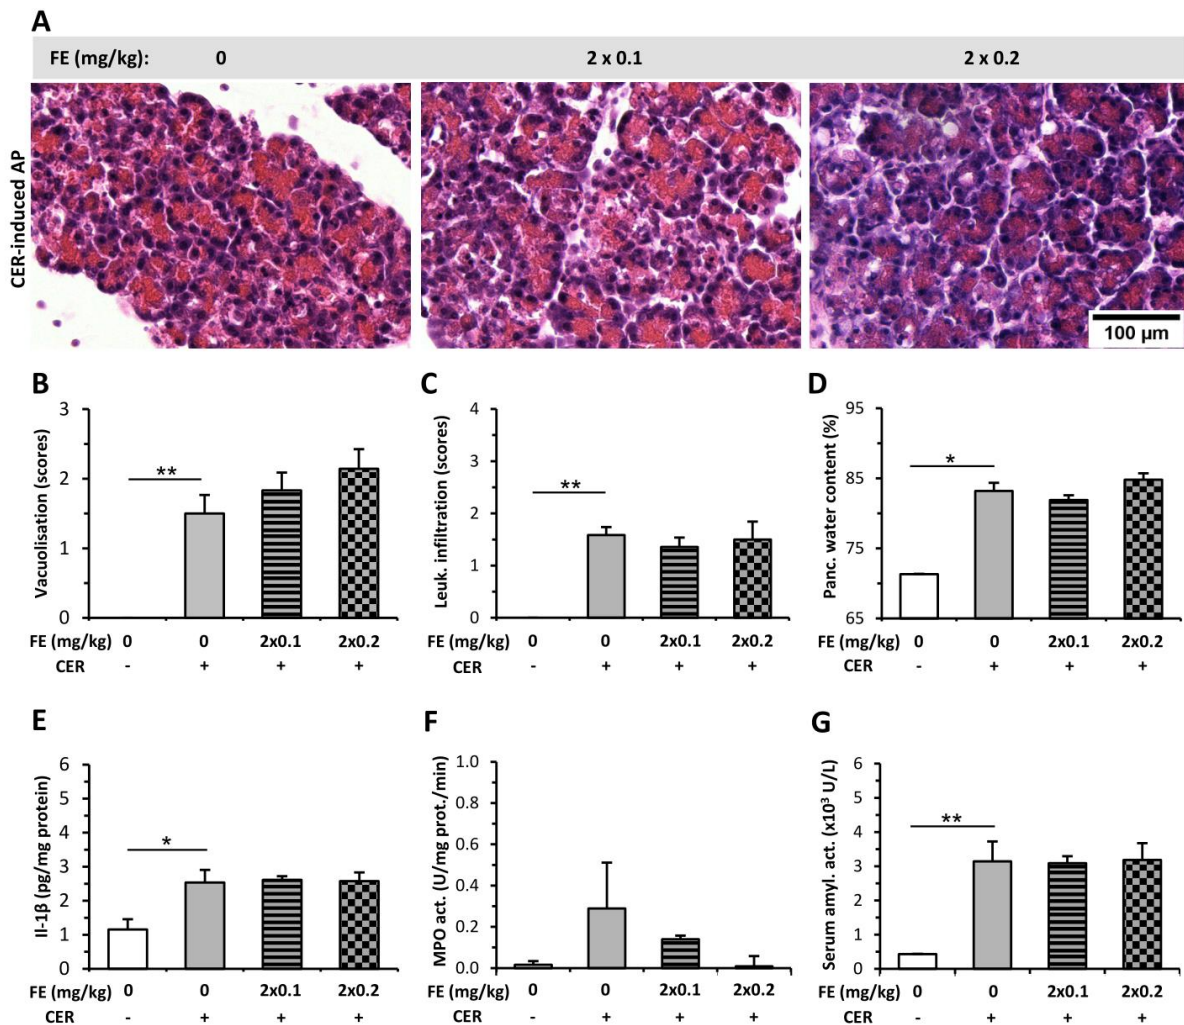 A
FE (mg/kg): 0 2 x 0.1 2 x 0.2
CER-induced AP
100 µm
B
Vacuolisation (scores)
3
2
1
0
**
FE (mg/kg) 0 0 2x0.1 2x0.2
CER - + + +
C
Leuk. infiltration (scores)
4
3
2
1
0
**
FE (mg/kg) 0 0 2x0.1 2x0.2
CER - + + +
D
Panc. water content (%)
95
85
75
65
*
FE (mg/kg) 0 0 2x0.1 2x0.2
CER - + + +
E
Il-1β (pg/mg protein)
6
5
4
3
2
1
0
*
FE (mg/kg) 0 0 2x0.1 2x0.2
CER - + + +
F
MPO act. (U/mg prot./min)
1.0
0.8
0.6
0.4
0.2
0.0
FE (mg/kg) 0 0 2x0.1 2x0.2
CER - + + +
G
Serum amyl. act. (x10³ U/L)
6
5
4
3
2
1
0
**
FE (mg/kg) 0 0 2x0.1 2x0.2
CER - + + +